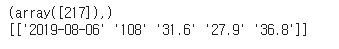 (array([217]),)
[['2019-08-06' '108' '31.6' '27.9' '36.8']]